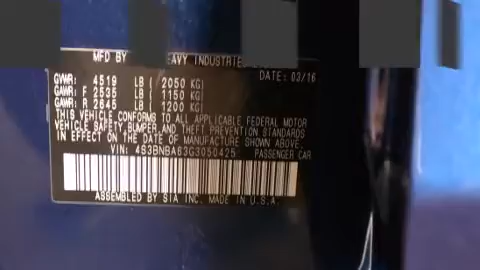 MFD BY EAVY INDUSTRIE
DATE: 03/16
GVWR: 4519 LB ( 2050 KG)
GAWR: F 2535 LB ( 1150 KG)
GAWR: R 2645 LB ( 1200 KG)
THIS VEHICLE CONFORMS TO ALL APPLICABLE FEDERAL MOTOR
VEHICLE SAFETY, BUMPER, AND THEFT PREVENTION STANDARDS
IN EFFECT ON THE DATE OF MANUFACTURE SHOWN ABOVE.
VIN: 4S3BNBA63G3050425 PASSENGER CAR
ASSEMBLED BY SIA INC. MADE IN U.S.A.